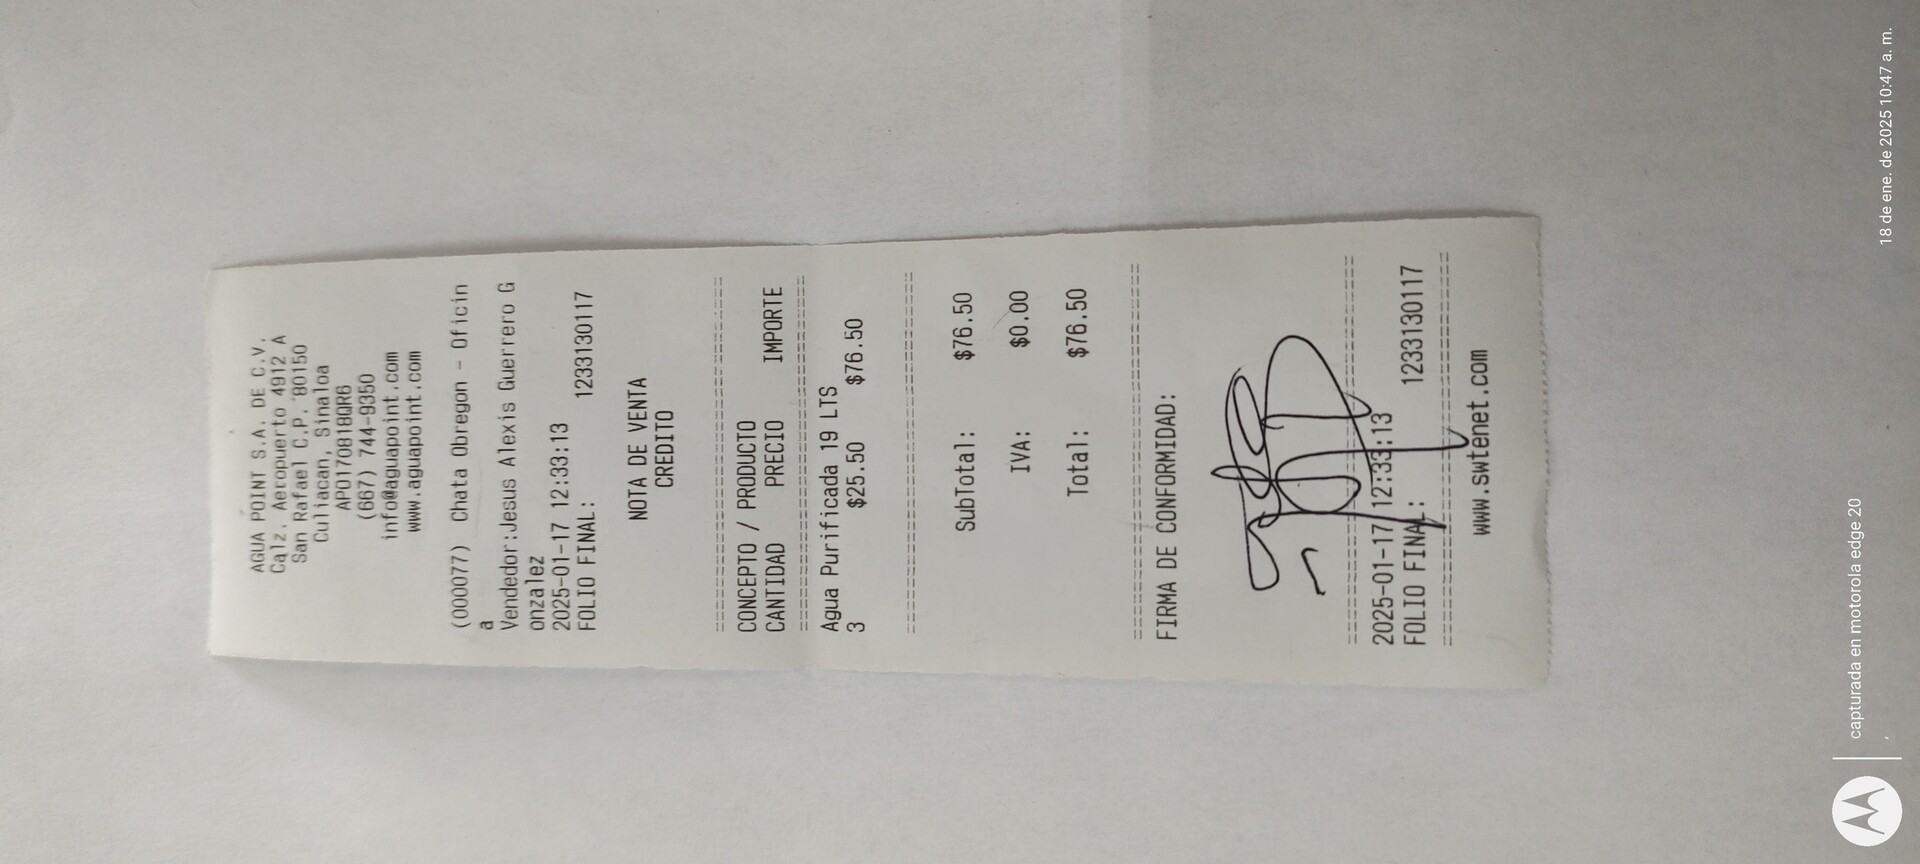 AGUA POINT S.A. DE C.V.
Calz. Aeropuerto 4912 A
San Rafael C.P. 80150
Culiacan, Sinaloa
APO170818QR6
(667) 744-9350
info@aguapoint.com
www.aguapoint.com
(000077) Chata Obregon - Oficin
a
Vendedor:Jesus Alexis Guerrero G
onzalez
2025-01-17 12:33:13
FOLIO FINAL: 1233130117
NOTA DE VENTA
CREDITO
================================
CONCEPTO / PRODUCTO
CANTIDAD PRECIO IMPORTE
================================
Agua Purificada 19 LTS
3 $25.50 $76.50
================================
SubTotal: $76.50
IVA: $0.00
Total: $76.50
================================
FIRMA DE CONFORMIDAD:
================================
2025-01-17 12:33:13
FOLIO FINAL: 1233130117
================================
www.swtenet.com
capturada en motorola edge 20
18 de ene. de 2025 10:47 a. m.